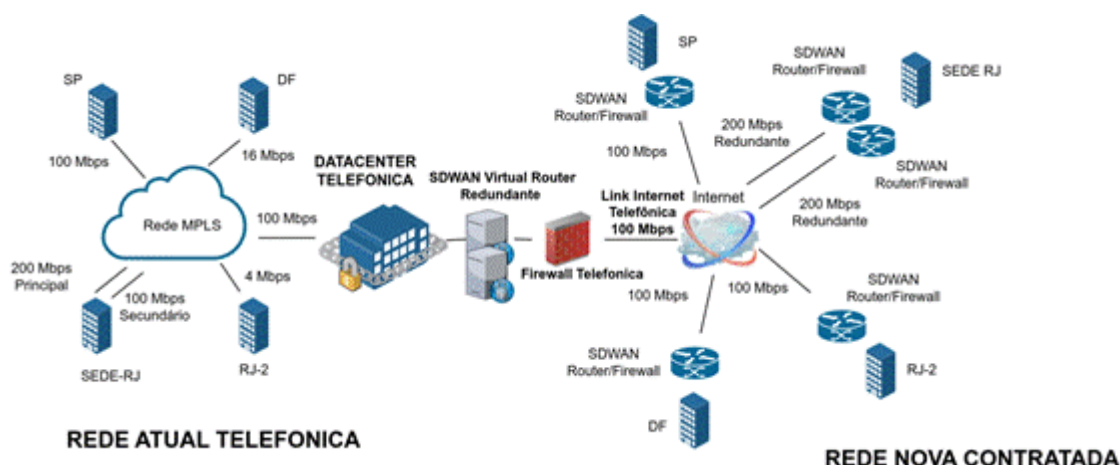 SP
DF
100 Mbps
16 Mbps
Rede MPLS
100 Mbps
200 Mbps
Principal
100 Mbps
Secundário
4 Mbps
SEDE-RJ
RJ-2
REDE ATUAL TELEFONICA
DATACENTER
TELEFONICA
SDWAN Virtual Router
Redundante
Firewall Telefonica
Link Internet
Telefônica
100 Mbps
Internet
SP
SDWAN
Router/Firewall
100 Mbps
SDWAN
Router/Firewall
SEDE RJ
200 Mbps
Redundante
SDWAN
Router/Firewall
200 Mbps
Redundante
100 Mbps
100 Mbps
SDWAN
Router/Firewall
RJ-2
SDWAN
Router/Firewall
DF
REDE NOVA CONTRATADA